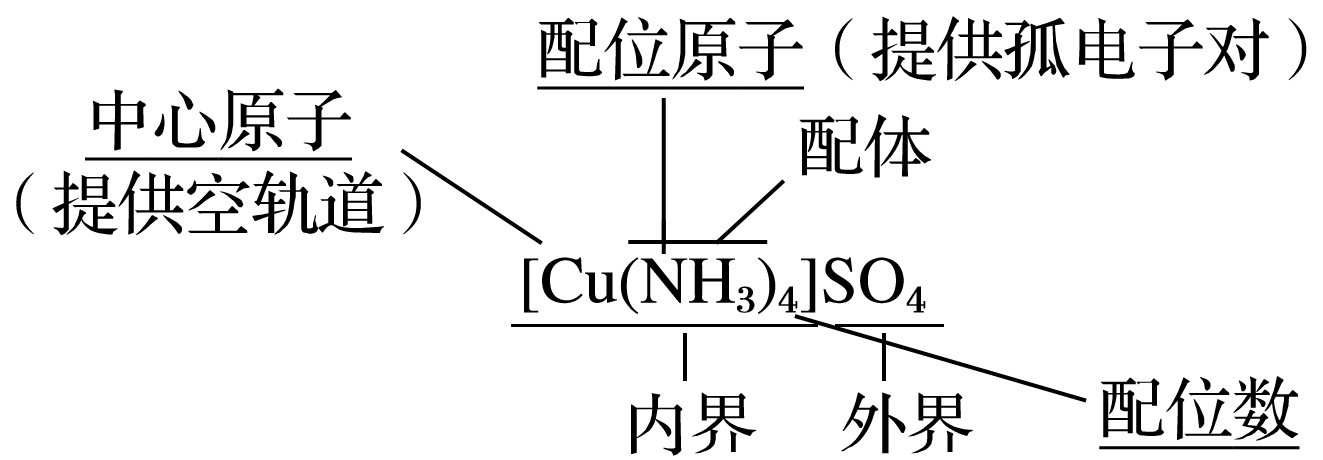 配位原子（提供孤电子对）
中心原子
（提供空轨道）
配体
[Cu(NH₃)₄]SO₄
内界
外界
配位数